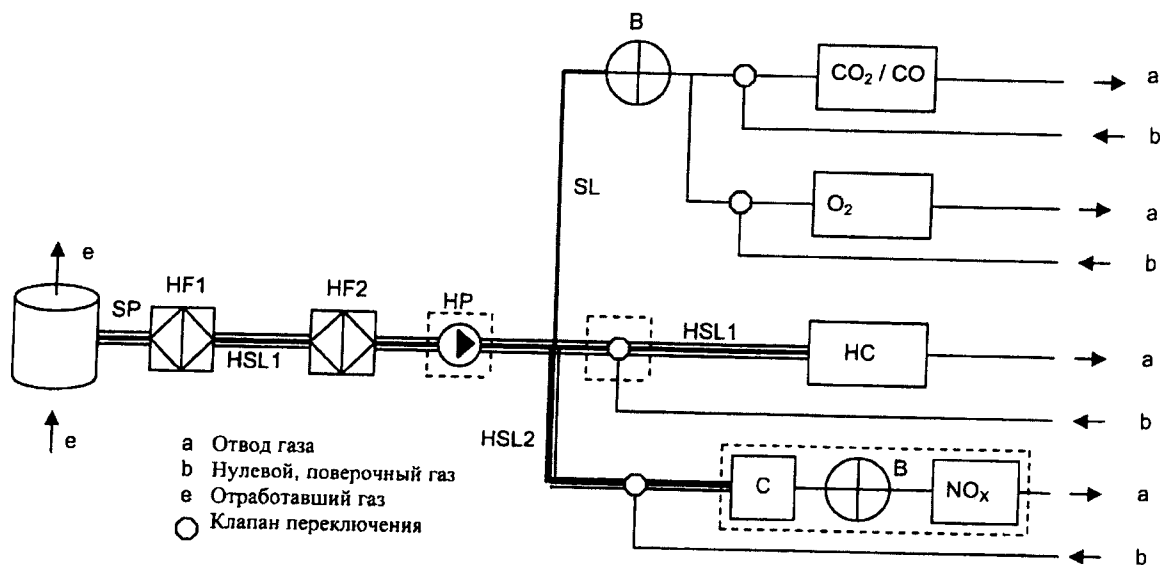 B
CO₂ / CO
a
b
SL
O₂
a
b
e
HF1
HF2
HP
SP
HSL1
HSL1
HC
a
b
e
HSL2
a Отвод газа
b Нулевой, поверочный газ
e Отработавший газ
Клапан переключения
C
B
NOₓ
a
b